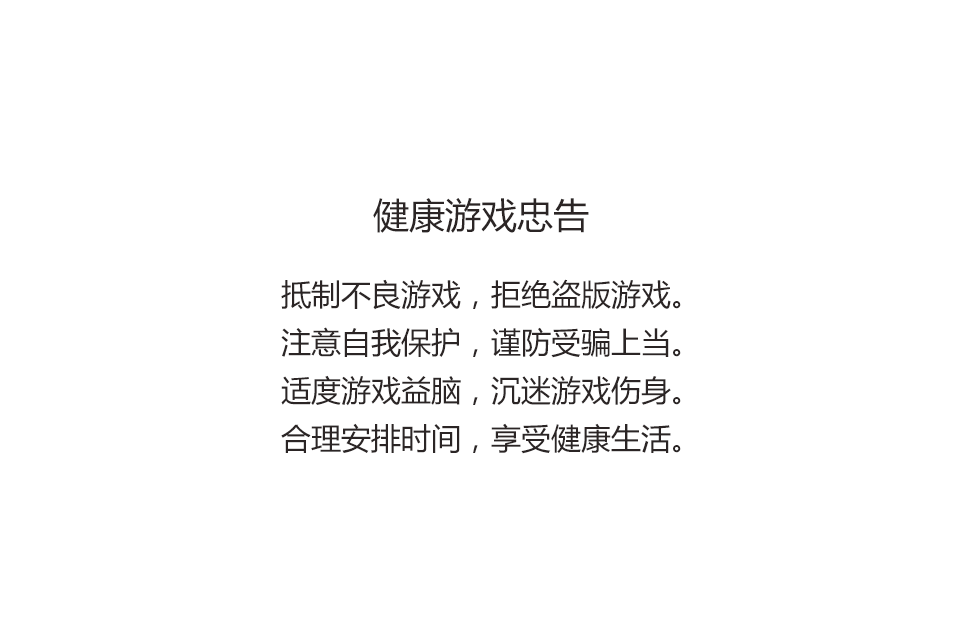 健康游戏忠告
抵制不良游戏，拒绝盗版游戏。
注意自我保护，谨防受骗上当。
适度游戏益脑，沉迷游戏伤身。
合理安排时间，享受健康生活。